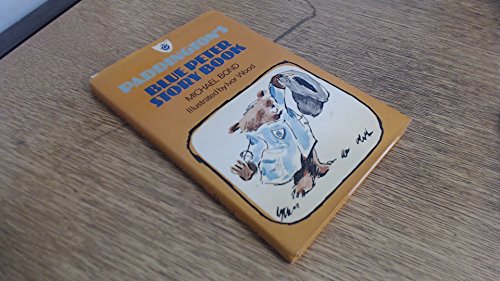 PADDINGTON'S
BLUE PETER
STORY BOOK
MICHAEL BOND
Illustrated by Ivor Wood